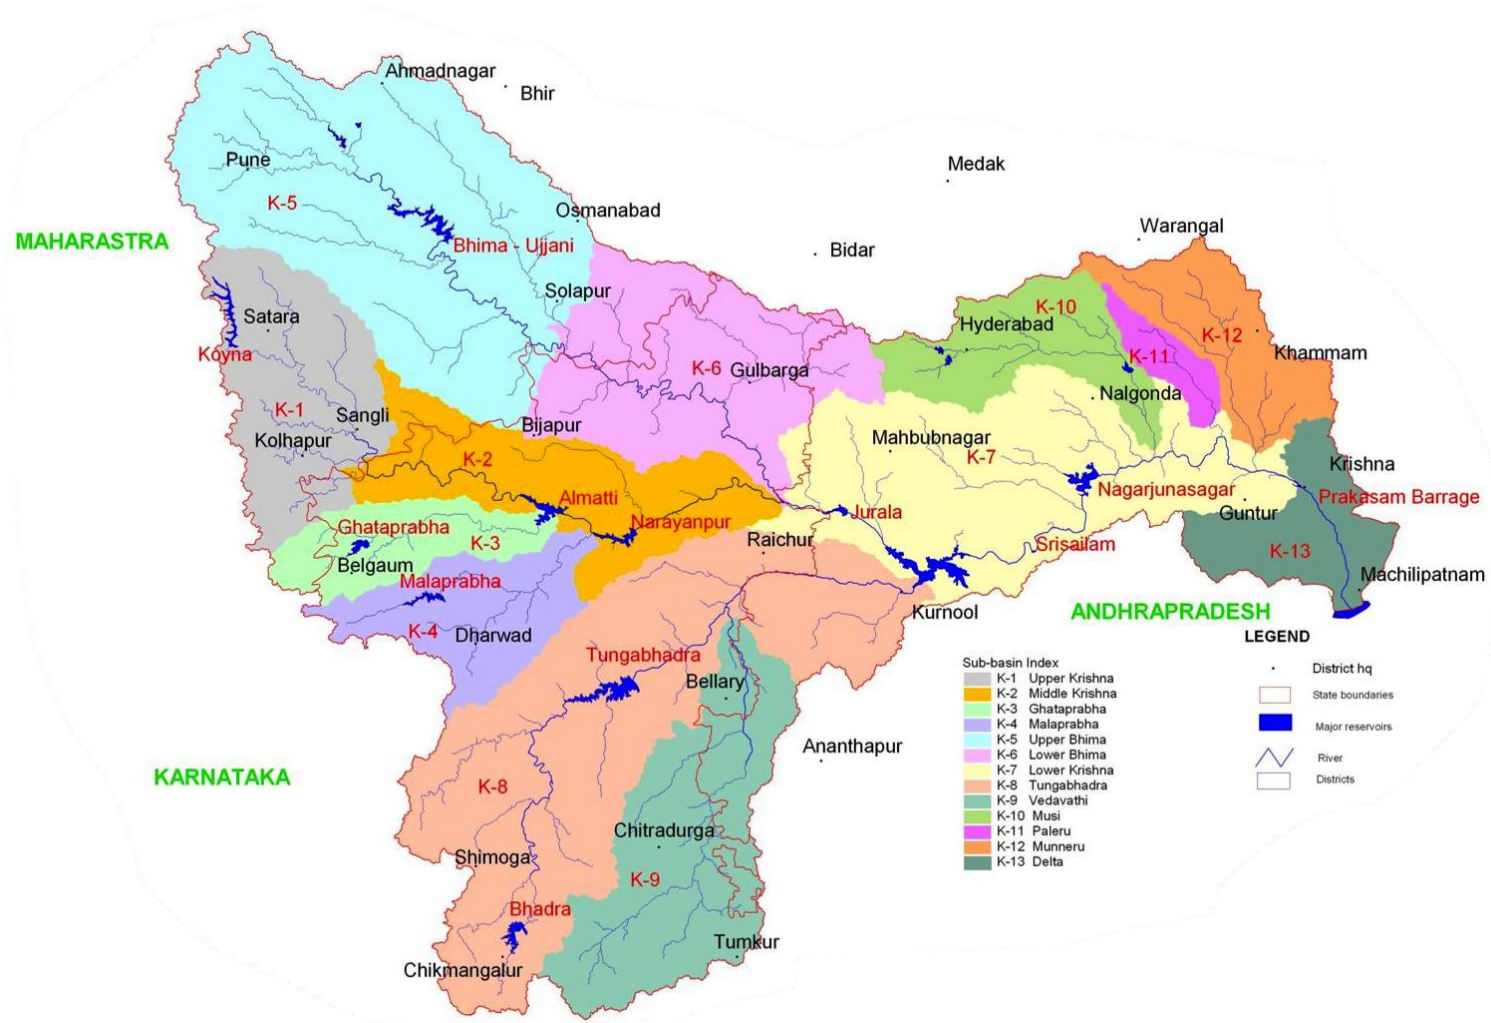 Ahmadnagar
Bhir
Pune
Medak
K-5
Osmanabad
Warangal
MAHARASTRA
Bhima - Ujjani
Bidar
Solapur
Satara
K-10
Hyderabad
K-12
Koyna
K-11
Khammam
K-6
Gulbarga
Nalgonda
K-1
Sangli
Kolhapur
Bijapur
Mahbubnagar
K-7
K-2
Krishna
Almatti
Nagarjunasagar
Prakasam Barrage
Ghataprabha
Narayanpur
Jurala
Guntur
K-3
Raichur
Srisailam
K-13
Belgaum
Malaprabha
Machilipatnam
Kurnool
ANDHRAPRADESH
K-4
Dharwad
Tungabhadra
Bellary
Ananthapur
KARNATAKA
K-8
Chitradurga
Shimoga
K-9
Bhadra
Tumkur
Chikmangalur
Sub-basin Index
K-1 Upper Krishna
K-2 Middle Krishna
K-3 Ghataprabha
K-4 Malaprabha
K-5 Upper Bhima
K-6 Lower Bhima
K-7 Lower Krishna
K-8 Tungabhadra
K-9 Vedavathi
K-10 Musi
K-11 Paleru
K-12 Munneru
K-13 Delta
LEGEND
District hq
State boundaries
Major reservoirs
River
Districts